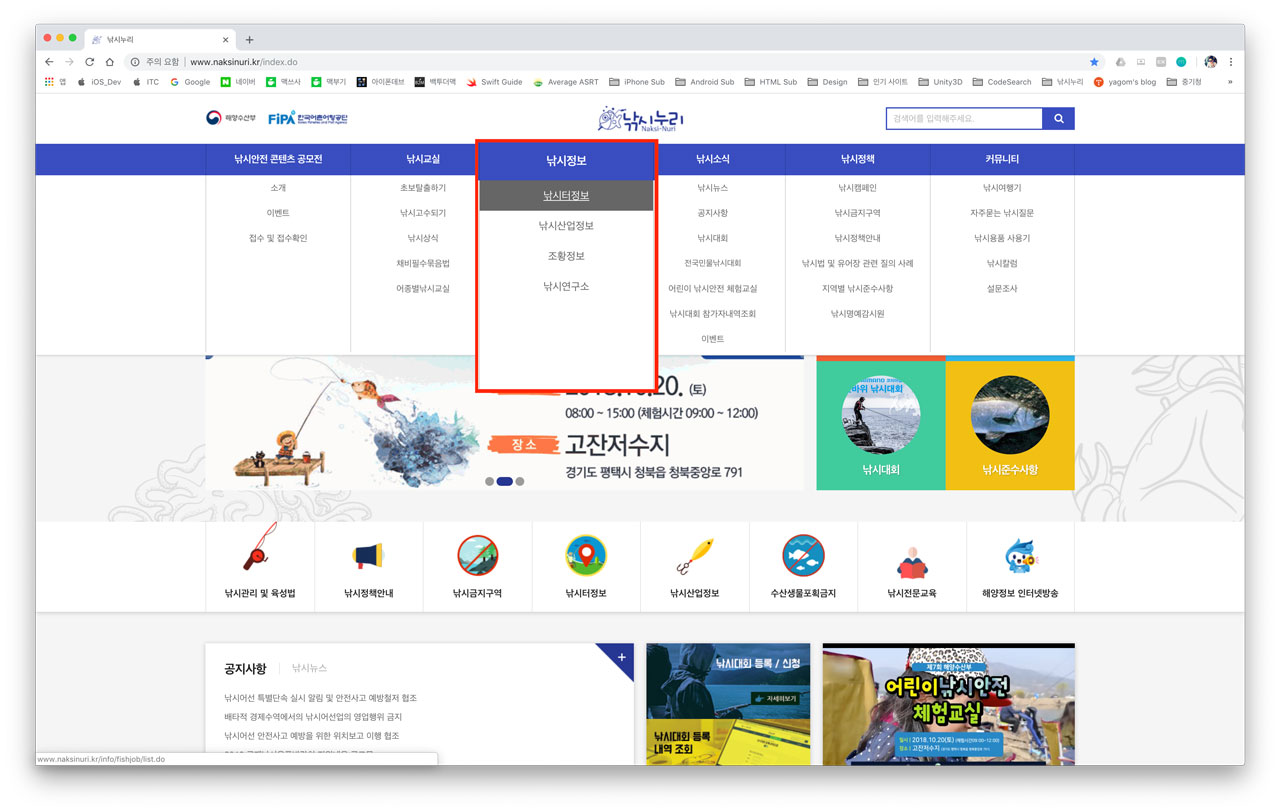 낚시누리
주의 요함 | www.naksinuri.kr/index.do
앱 iOS_Dev ITC Google 네이버 맥쓰사 맥부기 아이폰데브 백투더맥 Swift Guide Average ASRT iPhone Sub Android Sub HTML Sub Design 인기 사이트 Unity3D CodeSearch 낚시누리 yagom's blog 중기청 »
해양수산부 FiPA 한국어촌어항공단 낚시누리 검색어를 입력해주세요.
Naksi-Nuri
낚시안전 콘텐츠 공모전 낚시교실 낚시정보 낚시소식 낚시정책 커뮤니티
소개 초보탈출하기 낚시터정보 낚시뉴스 낚시캠페인 낚시여행기
이벤트 낚시고수되기 낚시산업정보 공지사항 낚시금지구역 자주묻는 낚시질문
접수 및 접수확인 낚시상식 조황정보 낚시대회 낚시정책안내 낚시용품 사용기
채비필수묶음법 낚시연구소 전국민물낚시대회 낚시법 및 유어장 관련 질의 사례 낚시칼럼
어종별낚시교실 어린이 낚시안전 체험교실 지역별 낚시준수사항 설문조사
낚시대회 참가자내역조회 낚시명예감시원
이벤트
(토)
08:00 ~ 15:00 (체험시간 09:00 ~ 12:00)
장소 고잔저수지
경기도 평택시 청북읍 청북중앙로 791
바위 낚시대회
낚시대회 낚시준수사항
낚시관리 및 육성법 낚시정책안내 낚시금지구역 낚시터정보 낚시산업정보 수산생물포획금지 낚시전문교육 해양정보 인터넷방송
공지사항 낚시뉴스 +
낚시어선 특별단속 실시 알림 및 안전사고 예방철저 협조
배타적 경제수역에서의 낚시어선업의 영업행위 금지
낚시어선 안전사고 예방을 위한 위치보고 이행 협조
낚시대회 등록 / 신청
자세히보기
낚시대회 등록
내역 조회
제7회 해양수산부
어린이낚시안전
체험교실
일시 | 2018.10.20(토) (체험시간09:00~12:00)
장소 | 고잔저수지
www.naksinuri.kr/info/fishjob/list.do